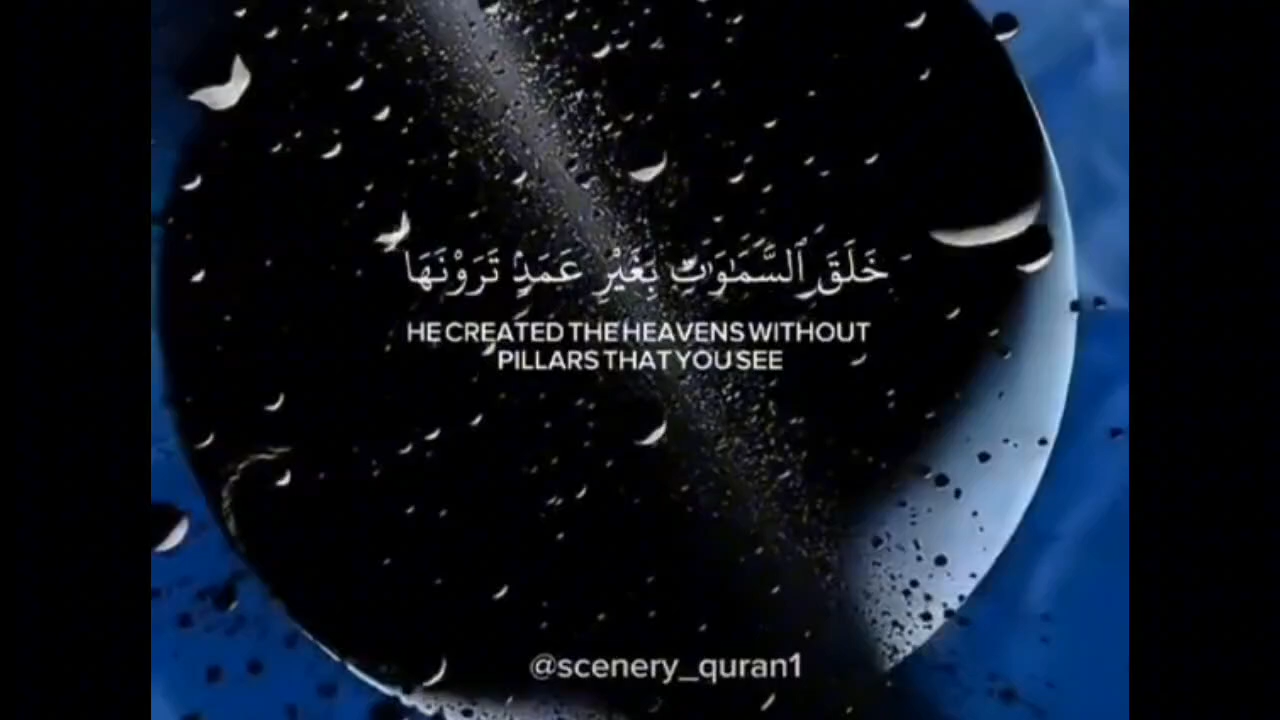 خَلَقَ ٱلسَّمَـٰوَٰتِ بِغَيْرِ عَمَدٍۢ تَرَوْنَهَا
HE CREATED THE HEAVENS WITHOUT
PILLARS THAT YOU SEE
@scenery_quran1